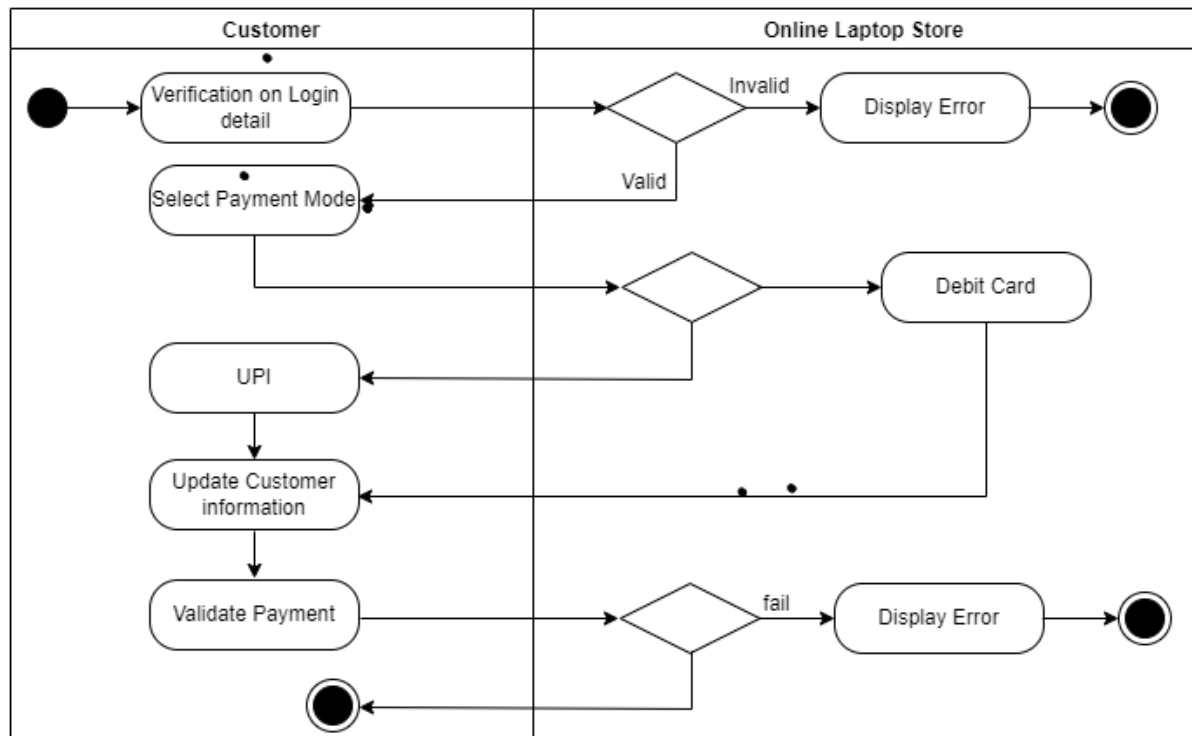 Customer
Online Laptop Store
Verification on Login
detail
Invalid
Display Error
Valid
Select Payment Mode
Debit Card
UPI
Update Customer
information
Validate Payment
fail
Display Error